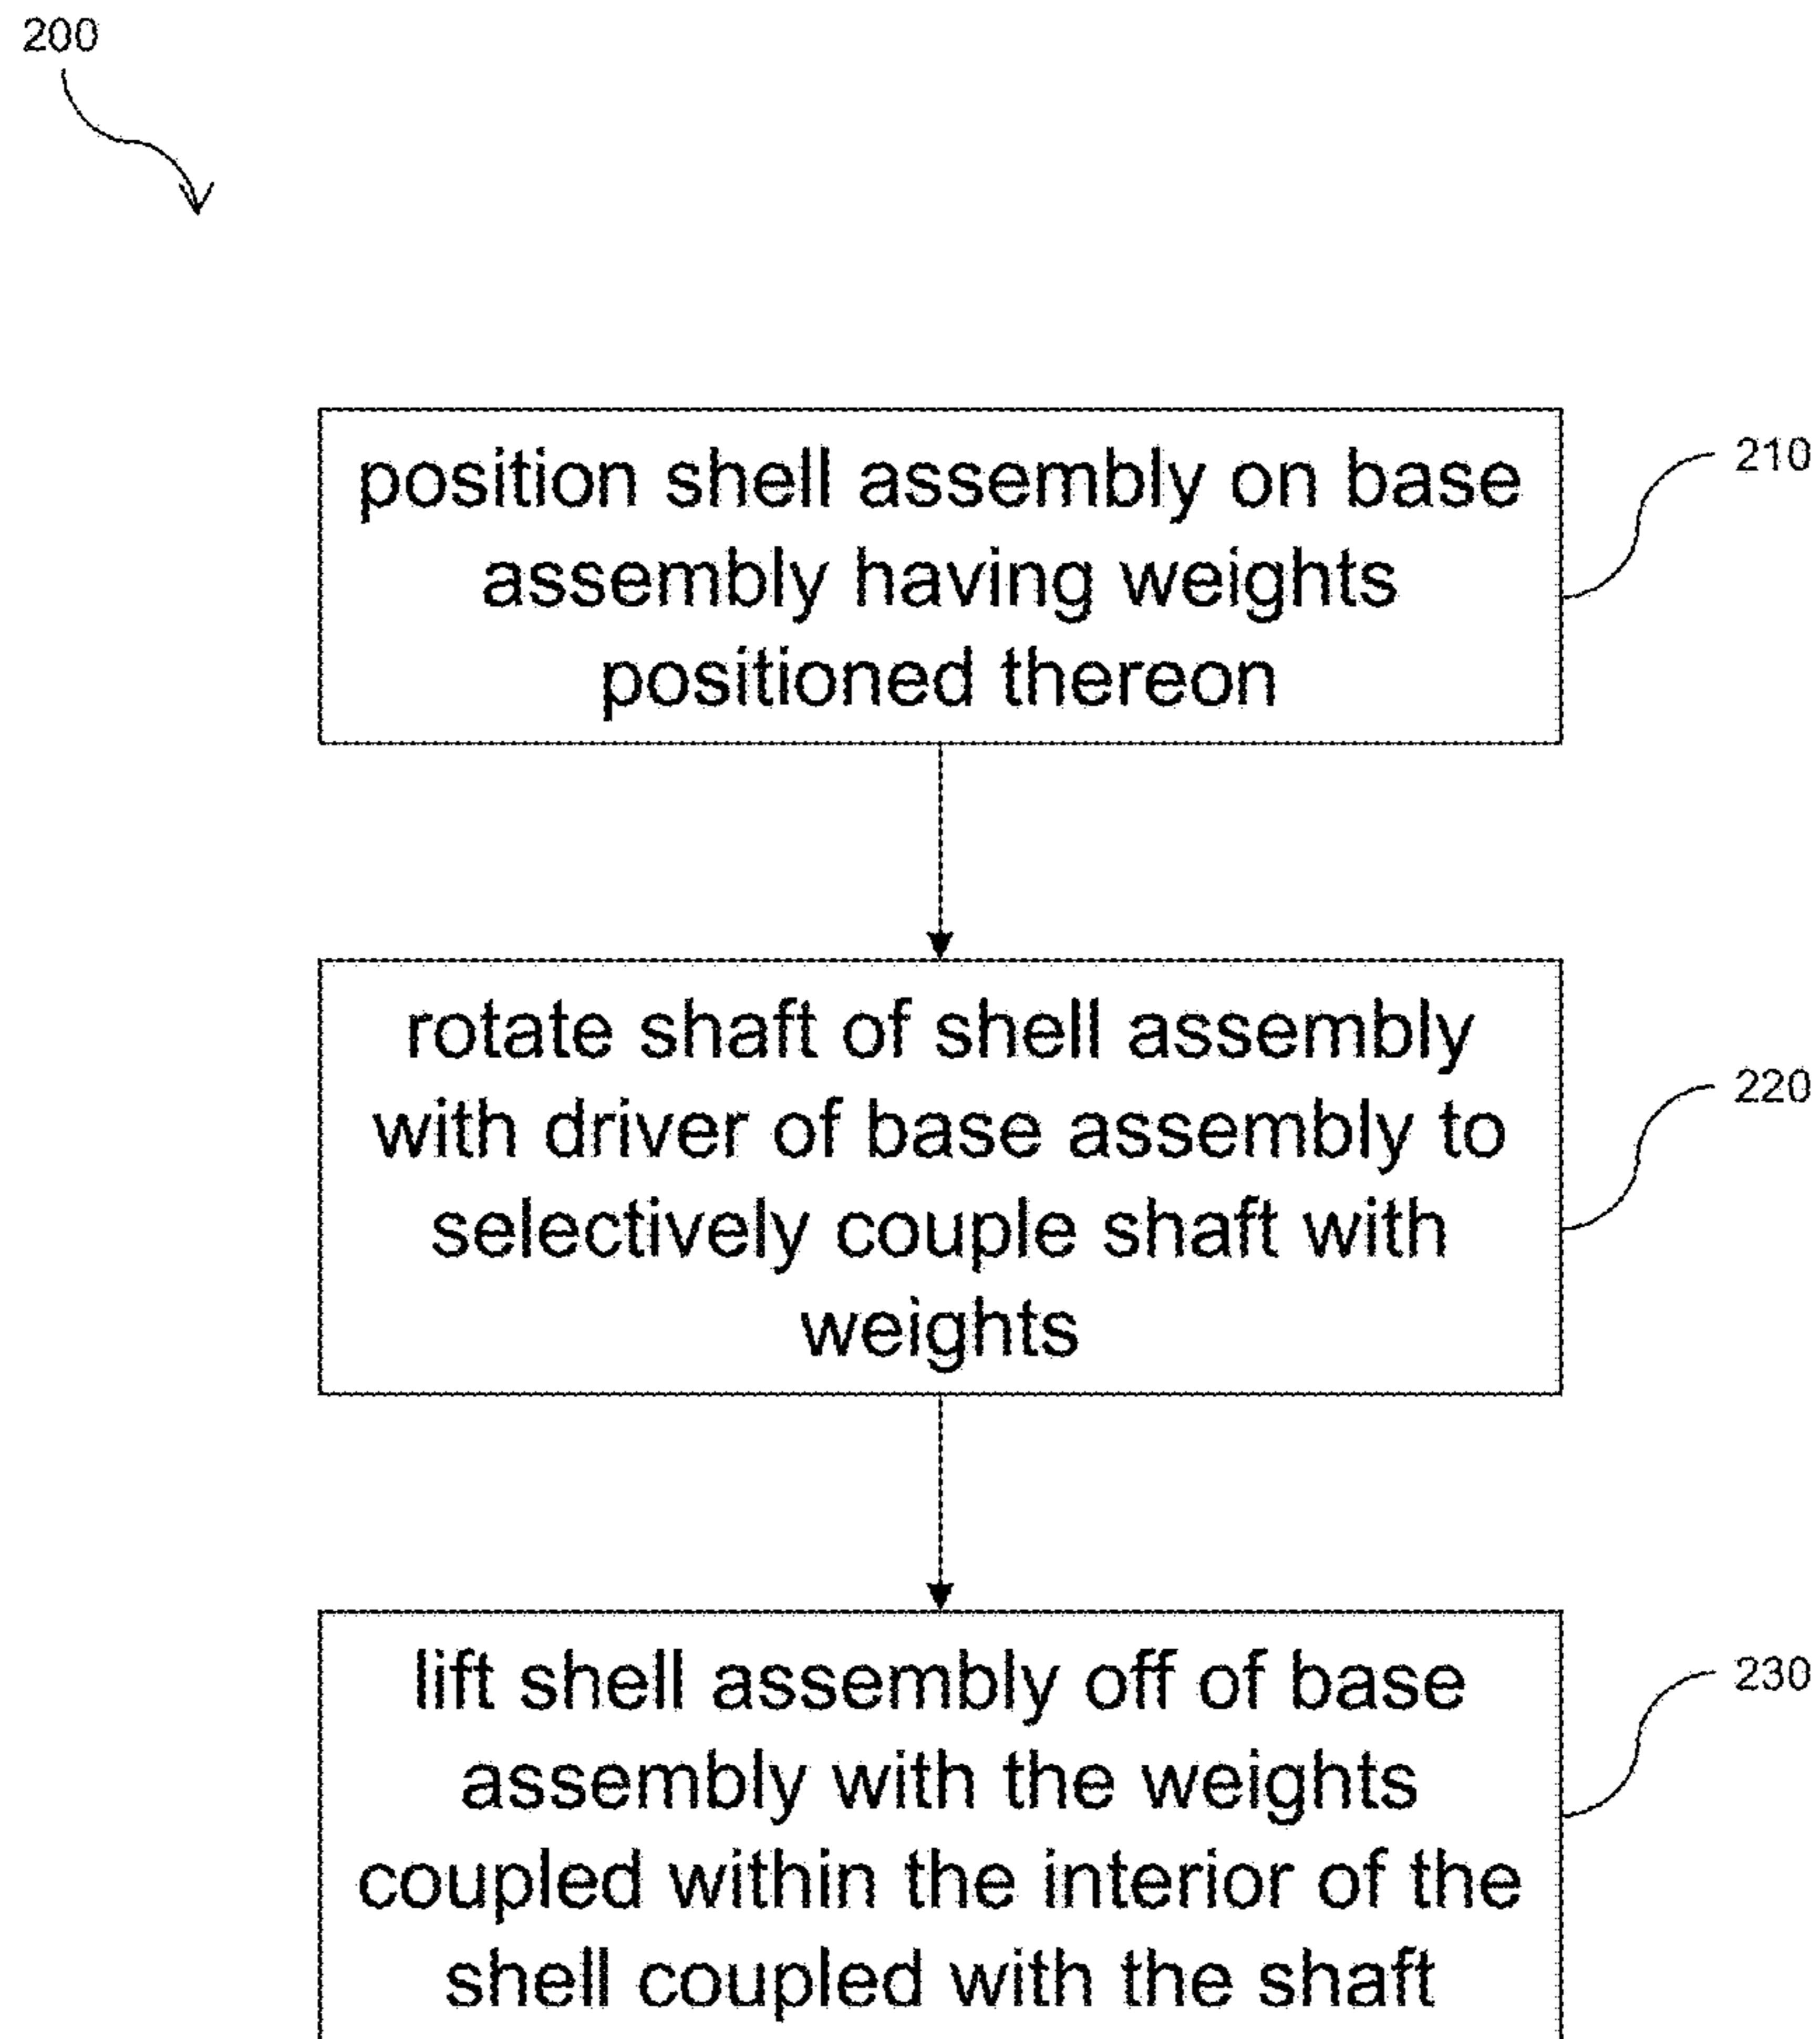 200
position shell assembly on base
assembly having weights
positioned thereon
210
rotate shaft of shell assembly
with driver of base assembly to
selectively couple shaft with
weights
220
lift shell assembly off of base
assembly with the weights
coupled within the interior of the
shell coupled with the shaft
230